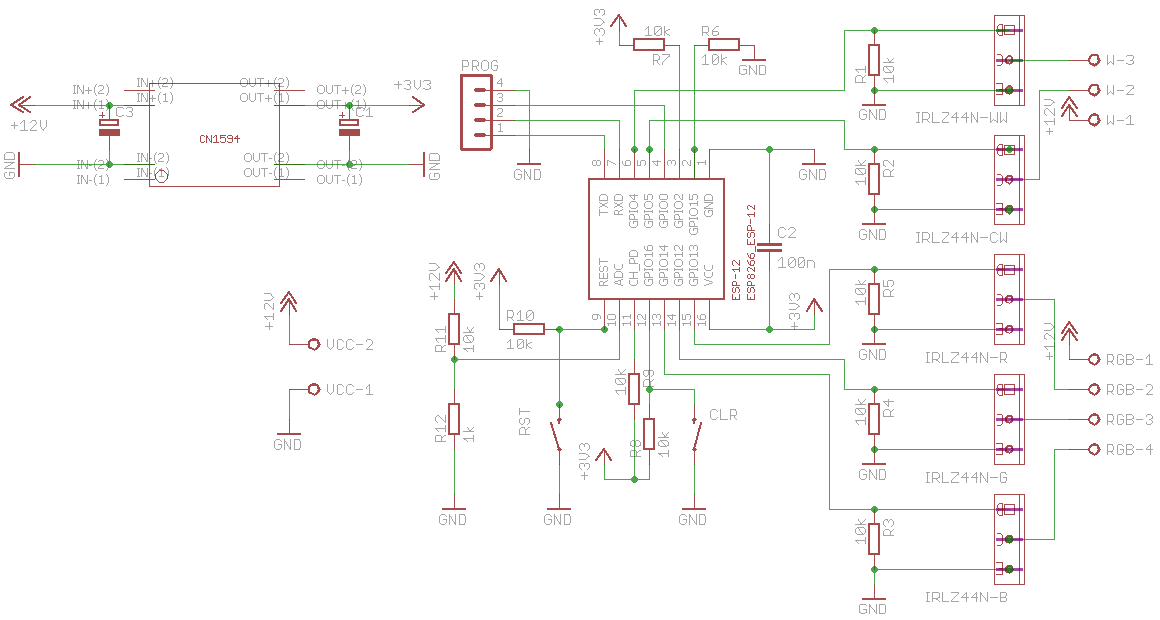 IN+(2)
IN+(1)
+12V
C3
GND
IN-(2)
IN-(1)
IN+(2)
IN+(1)
IN-(2)
IN-(1)
CN1594
OUT+(2)
OUT+(1)
OUT-(2)
OUT-(1)
OUT+(2)
OUT+(1)
OUT-(2)
OUT-(1)
+3V3
C1
GND
PROG
4
3
2
1
GND
+3V3
10k
R7
R6
10k
GND
8
7
6
5
4
3
2
1
TXD
RXD
GPIO4
GPIO5
GPIO0
GPIO2
GPIO15
GND
REST
ADC
CH_PD
GPIO16
GPIO14
GPIO12
GPIO13
VCC
9
10
11
12
13
14
15
16
ESP-12
ESP8266_ESP-12
GND
C2
100n
+3V3
R1
10k
GND
IRLZ44N-WW
10k
R2
GND
IRLZ44N-CW
10k
R5
GND
IRLZ44N-R
10k
R4
GND
IRLZ44N-G
10k
R3
GND
IRLZ44N-B
W-3
W-2
+12V
W-1
+12V
RGB-1
RGB-2
RGB-3
RGB-4
+12V
VCC-2
VCC-1
GND
+12V
R11
10k
R12
1k
GND
+3V3
R10
10k
RST
GND
10k
R9
+3V3
R8
10k
CLR
GND